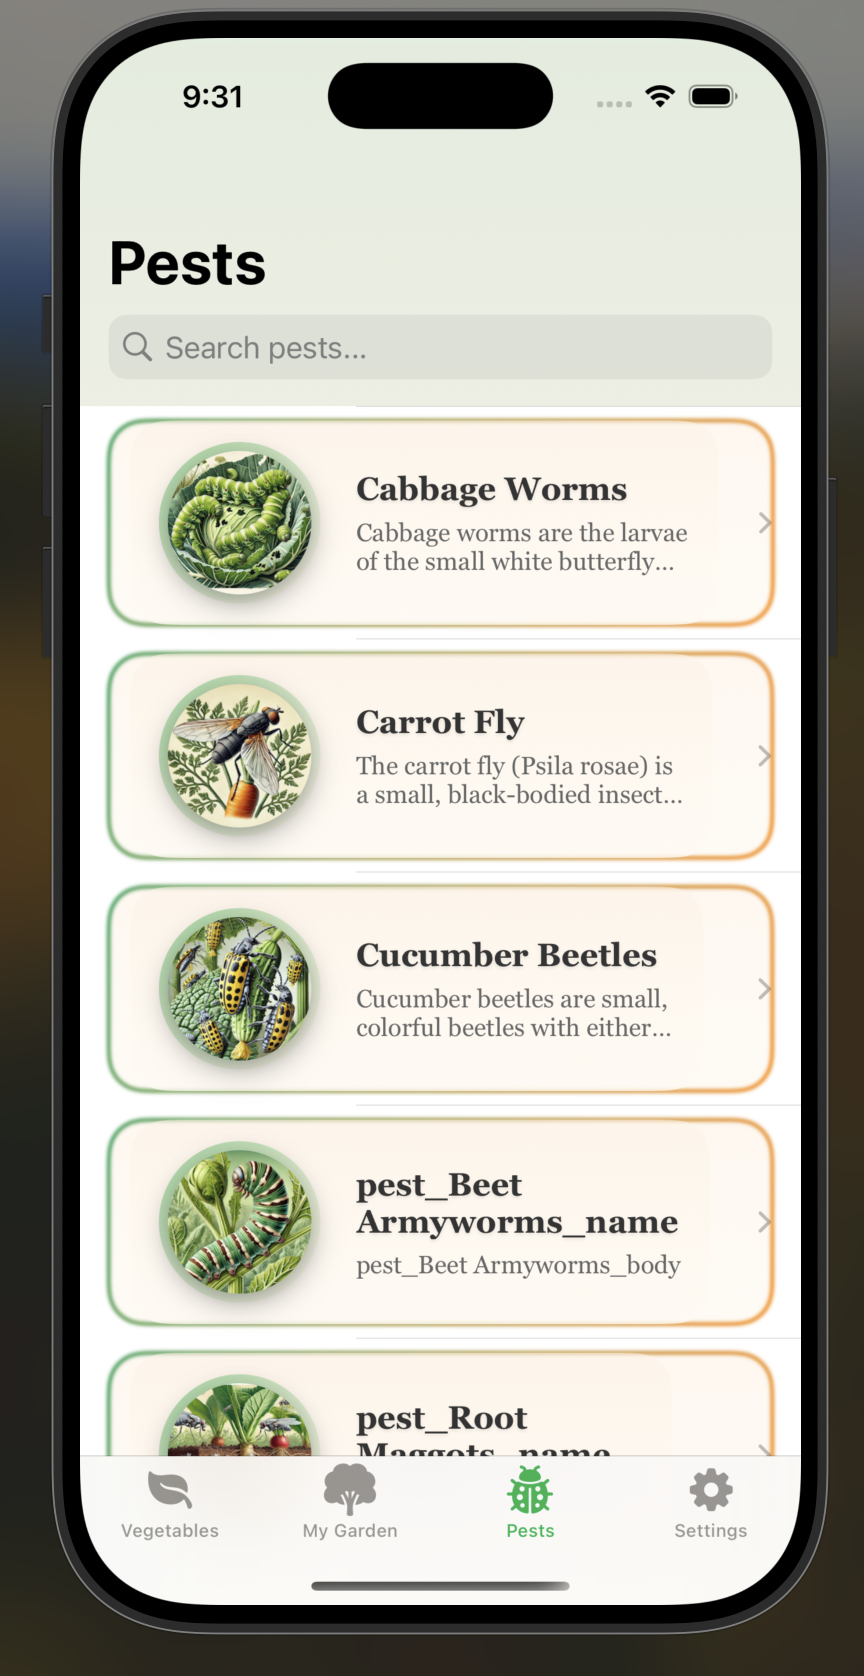 9:31
Pests
Search pests...
Cabbage Worms
Cabbage worms are the larvae
of the small white butterfly...
Carrot Fly
The carrot fly (Psila rosae) is
a small, black-bodied insect...
Cucumber Beetles
Cucumber beetles are small,
colorful beetles with either...
pest_Beet
Armyworms_name
pest_Beet Armyworms_body
pest_Root
Maggots_name
Vegetables
My Garden
Pests
Settings